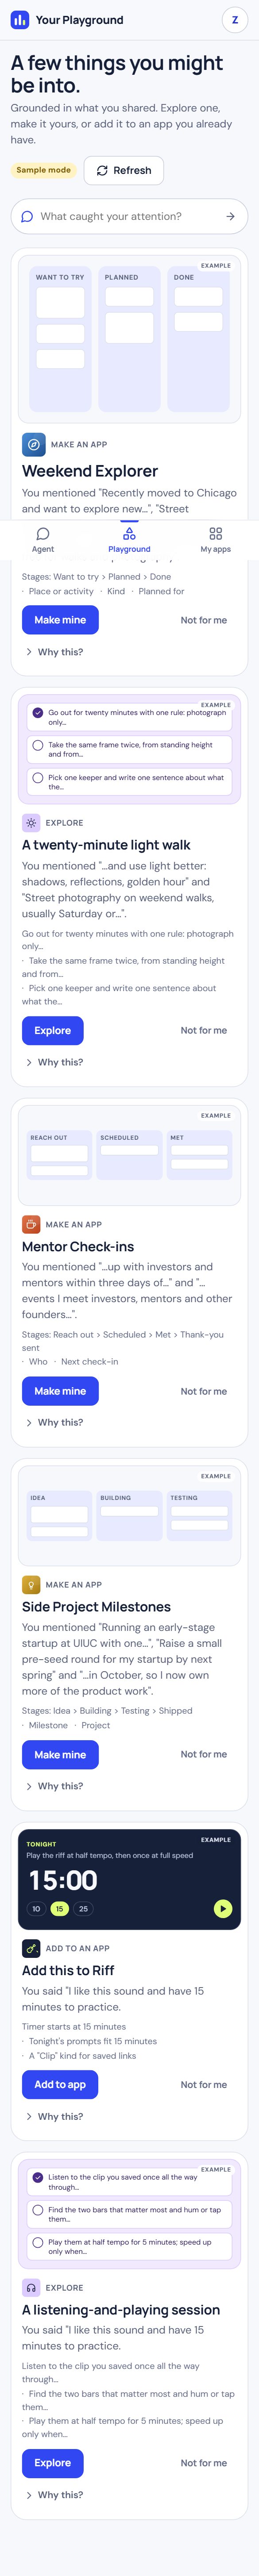 Your Playground
Z
A few things you might
be into.
Grounded in what you shared. Explore one,
make it yours, or add it to an app you already
have.
Sample mode
Refresh
What caught your attention?
EXAMPLE
WANT TO TRY
PLANNED
DONE
MAKE AN APP
Weekend Explorer
You mentioned "Recently moved to Chicago
and want to explore new...", "Street
Agent
Playground
My apps
Stages: Want to try > Planned > Done
· Place or activity · Kind · Planned for
Make mine
Not for me
Why this?
EXAMPLE
Go out for twenty minutes with one rule: photograph
only...
Take the same frame twice, from standing height
and from...
Pick one keeper and write one sentence about what
the...
EXPLORE
A twenty-minute light walk
You mentioned "...and use light better:
shadows, reflections, golden hour" and
"Street photography on weekend walks,
usually Saturday or...".
Go out for twenty minutes with one rule: photograph
only...
· Take the same frame twice, from standing height
and from...
· Pick one keeper and write one sentence about
what the...
Explore
Not for me
Why this?
EXAMPLE
REACH OUT
SCHEDULED
MET
MAKE AN APP
Mentor Check-ins
You mentioned "...up with investors and
mentors within three days of..." and "...
events I meet investors, mentors and other
founders...".
Stages: Reach out > Scheduled > Met > Thank-you
sent
· Who · Next check-in
Make mine
Not for me
Why this?
EXAMPLE
IDEA
BUILDING
TESTING
MAKE AN APP
Side Project Milestones
You mentioned "Running an early-stage
startup at UIUC with one...", "Raise a small
pre-seed round for my startup by next
spring" and "...in October, so I now own
more of the product work".
Stages: Idea > Building > Testing > Shipped
· Milestone · Project
Make mine
Not for me
Why this?
EXAMPLE
TONIGHT
Play the riff at half tempo, then once at full speed
15:00
10
15
25
ADD TO AN APP
Add this to Riff
You said "I like this sound and have 15
minutes to practice.
Timer starts at 15 minutes
· Tonight's prompts fit 15 minutes
· A "Clip" kind for saved links
Add to app
Not for me
Why this?
EXAMPLE
Listen to the clip you saved once all the way
through...
Find the two bars that matter most and hum or tap
them...
Play them at half tempo for 5 minutes; speed up
only when...
EXPLORE
A listening-and-playing session
You said "I like this sound and have 15
minutes to practice.
Listen to the clip you saved once all the way
through...
· Find the two bars that matter most and hum or tap
them...
· Play them at half tempo for 5 minutes; speed up
only when...
Explore
Not for me
Why this?